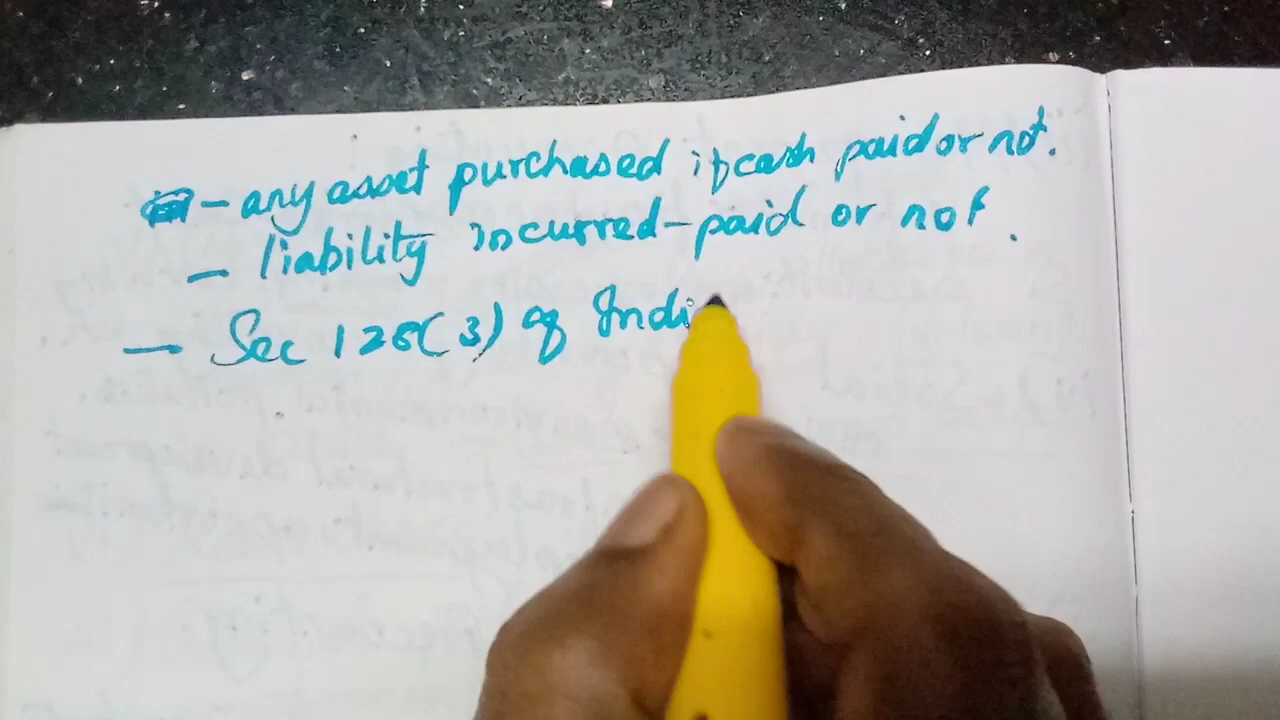 - any asset purchased if cash paid or not.
- liability incurred - paid or not.
- Sec 128(3) of Indi